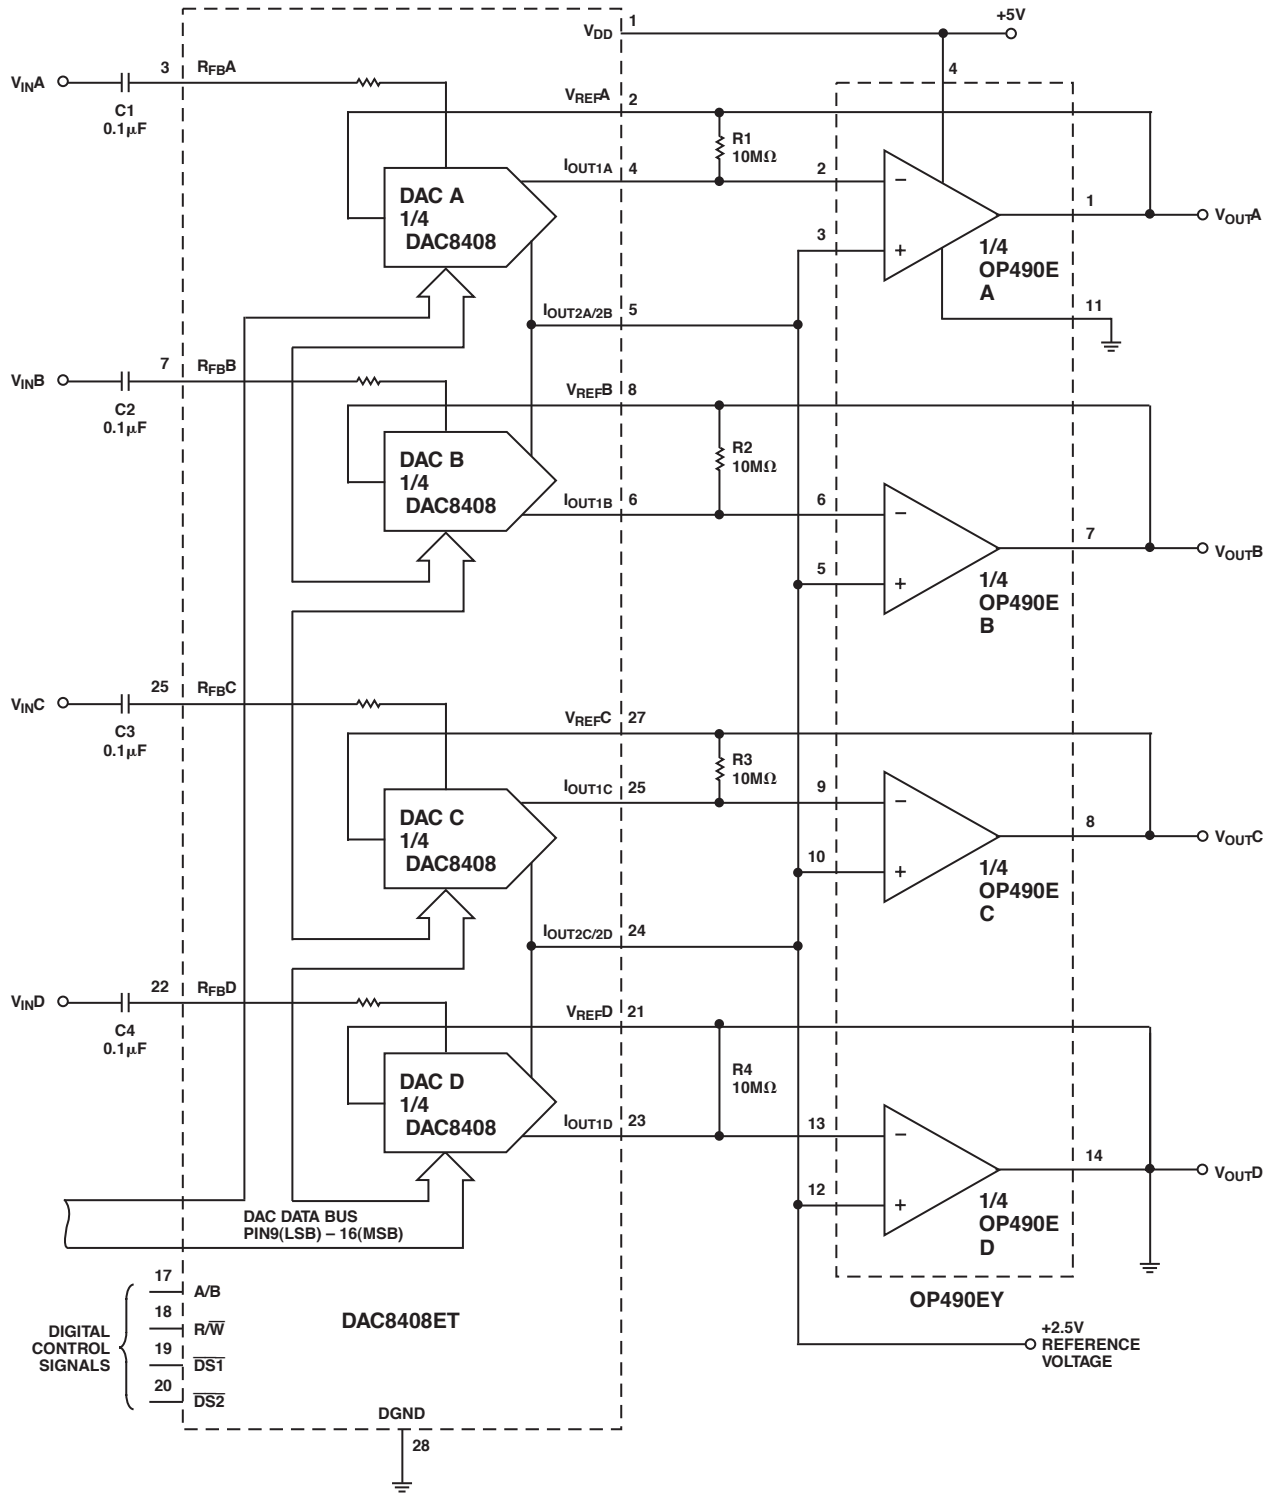 +5V
VDD 1
4
VINA
C1
0.1µF
3 RFBA
VREFA 2
R1
10MΩ
IOUT1A 4
2
−
DAC A
1/4
DAC8408
3
+
1
VOUTA
1/4
OP490E
A
11
IOUT2A/2B 5
VINB
C2
0.1µF
7 RFBB
VREFB 8
R2
10MΩ
DAC B
1/4
DAC8408
IOUT1B 6
6
−
5
+
7
VOUTB
1/4
OP490E
B
VINC
C3
0.1µF
25 RFBC
VREFC 27
R3
10MΩ
IOUT1C 25
9
−
DAC C
1/4
DAC8408
10
+
8
VOUTC
1/4
OP490E
C
IOUT2C/2D 24
VIND
C4
0.1µF
22 RFBD
VREFD 21
R4
10MΩ
DAC D
1/4
DAC8408
IOUT1D 23
13
−
12
+
14
VOUTD
1/4
OP490E
D
DAC DATA BUS
PIN9(LSB) – 16(MSB)
DIGITAL
CONTROL
SIGNALS
17 A/B
18 R/W̅
19 D̅S̅1̅
20 D̅S̅2̅
DAC8408ET
OP490EY
+2.5V
REFERENCE
VOLTAGE
DGND
28